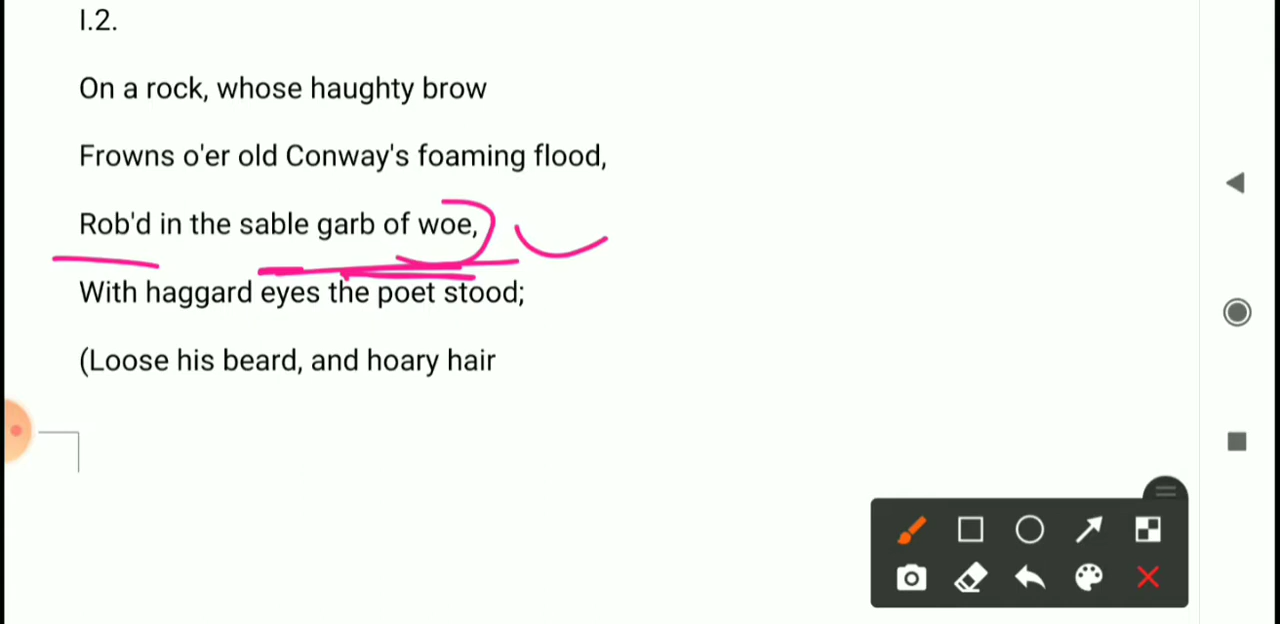 I.2.
On a rock, whose haughty brow
Frowns o'er old Conway's foaming flood,
Rob'd in the sable garb of woe,
With haggard eyes the poet stood;
(Loose his beard, and hoary hair